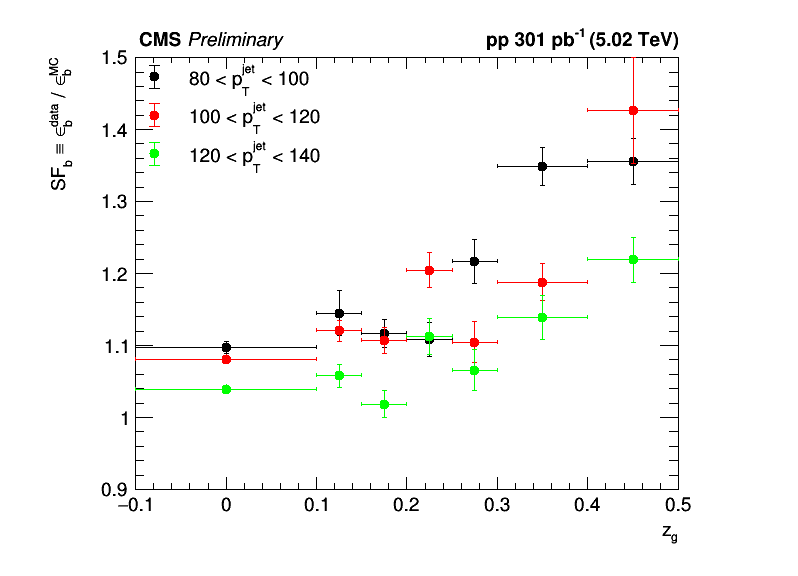 CMS Preliminary pp 301 pb⁻¹ (5.02 TeV)
SF_b ≡ ϵ_b^data / ϵ_b^MC
80 < p_T^jet < 100
100 < p_T^jet < 120
120 < p_T^jet < 140
1.5
1.4
1.3
1.2
1.1
1
0.9
−0.1 0 0.1 0.2 0.3 0.4 0.5
z_g